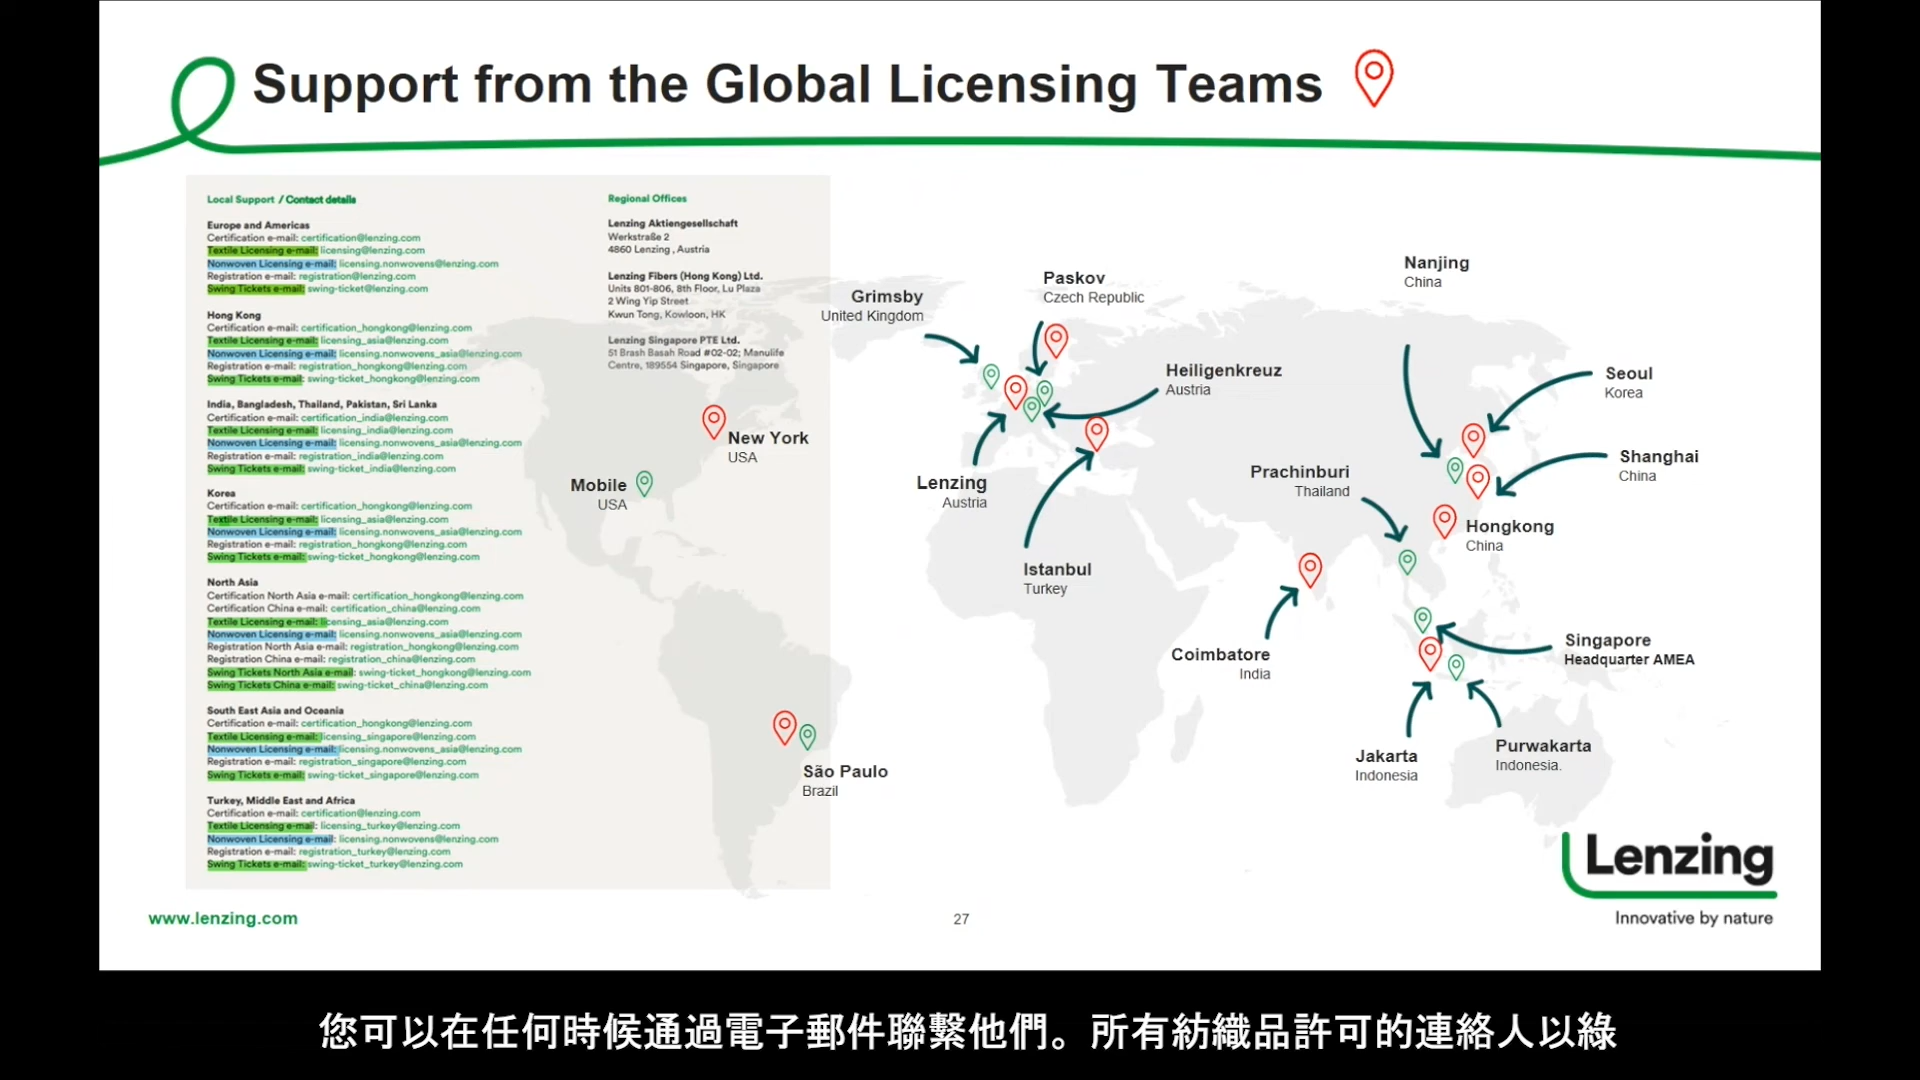 Support from the Global Licensing Teams
Local Support / Contact details
Europe and Americas
Certification e-mail: certification@lenzing.com
Textile Licensing e-mail: licensing@lenzing.com
Nonwoven Licensing e-mail: licensing.nonwovens@lenzing.com
Registration e-mail: registration@lenzing.com
Swing Tickets e-mail: swing-ticket@lenzing.com
Hong Kong
Certification e-mail: certification_hongkong@lenzing.com
Textile Licensing e-mail: licensing_asia@lenzing.com
Nonwoven Licensing e-mail: licensing.nonwovens_asia@lenzing.com
Registration e-mail: registration_hongkong@lenzing.com
Swing Tickets e-mail: swing-ticket_hongkong@lenzing.com
India, Bangladesh, Thailand, Pakistan, Sri Lanka
Certification e-mail: certification_india@lenzing.com
Textile Licensing e-mail: licensing_india@lenzing.com
Nonwoven Licensing e-mail: licensing.nonwovens_asia@lenzing.com
Registration e-mail: registration_india@lenzing.com
Swing Tickets e-mail: swing-ticket_india@lenzing.com
Korea
Certification e-mail: certification_hongkong@lenzing.com
Textile Licensing e-mail: licensing_asia@lenzing.com
Nonwoven Licensing e-mail: licensing.nonwovens_asia@lenzing.com
Registration e-mail: registration_hongkong@lenzing.com
Swing Tickets e-mail: swing-ticket_hongkong@lenzing.com
North Asia
Certification North Asia e-mail: certification_hongkong@lenzing.com
Certification China e-mail: certification_china@lenzing.com
Textile Licensing e-mail: licensing_asia@lenzing.com
Nonwoven Licensing e-mail: licensing.nonwovens_asia@lenzing.com
Registration North Asia e-mail: registration_hongkong@lenzing.com
Registration China e-mail: registration_china@lenzing.com
Swing Tickets North Asia e-mail: swing-ticket_hongkong@lenzing.com
Swing Tickets China e-mail: swing-ticket_china@lenzing.com
South East Asia and Oceania
Certification e-mail: certification_hongkong@lenzing.com
Textile Licensing e-mail: licensing_singapore@lenzing.com
Nonwoven Licensing e-mail: licensing.nonwovens_asia@lenzing.com
Registration e-mail: registration_singapore@lenzing.com
Swing Tickets e-mail: swing-ticket_singapore@lenzing.com
Turkey, Middle East and Africa
Certification e-mail: certification@lenzing.com
Textile Licensing e-mail: licensing_turkey@lenzing.com
Nonwoven Licensing e-mail: licensing.nonwovens@lenzing.com
Registration e-mail: registration_turkey@lenzing.com
Swing Tickets e-mail: swing-ticket_turkey@lenzing.com
Regional Offices
Lenzing Aktiengesellschaft
Werkstraße 2
4860 Lenzing , Austria
Lenzing Fibers (Hong Kong) Ltd.
Units 801-806, 8th Floor, Lu Plaza
2 Wing Yip Street
Kwun Tong, Kowloon, HK
Lenzing Singapore PTE Ltd.
51 Brash Basah Road #02-02; Manulife
Centre, 189554 Singapore, Singapore
New York
USA
Mobile
USA
São Paulo
Brazil
Grimsby
United Kingdom
Paskov
Czech Republic
Heiligenkreuz
Austria
Lenzing
Austria
Istanbul
Turkey
Nanjing
China
Seoul
Korea
Shanghai
China
Prachinburi
Thailand
Hongkong
China
Coimbatore
India
Singapore
Headquarter AMEA
Jakarta
Indonesia
Purwakarta
Indonesia.
Lenzing
Innovative by nature
www.lenzing.com
27
您可以在任何時候通過電子郵件聯繫他們。所有紡織品許可的連絡人以綠